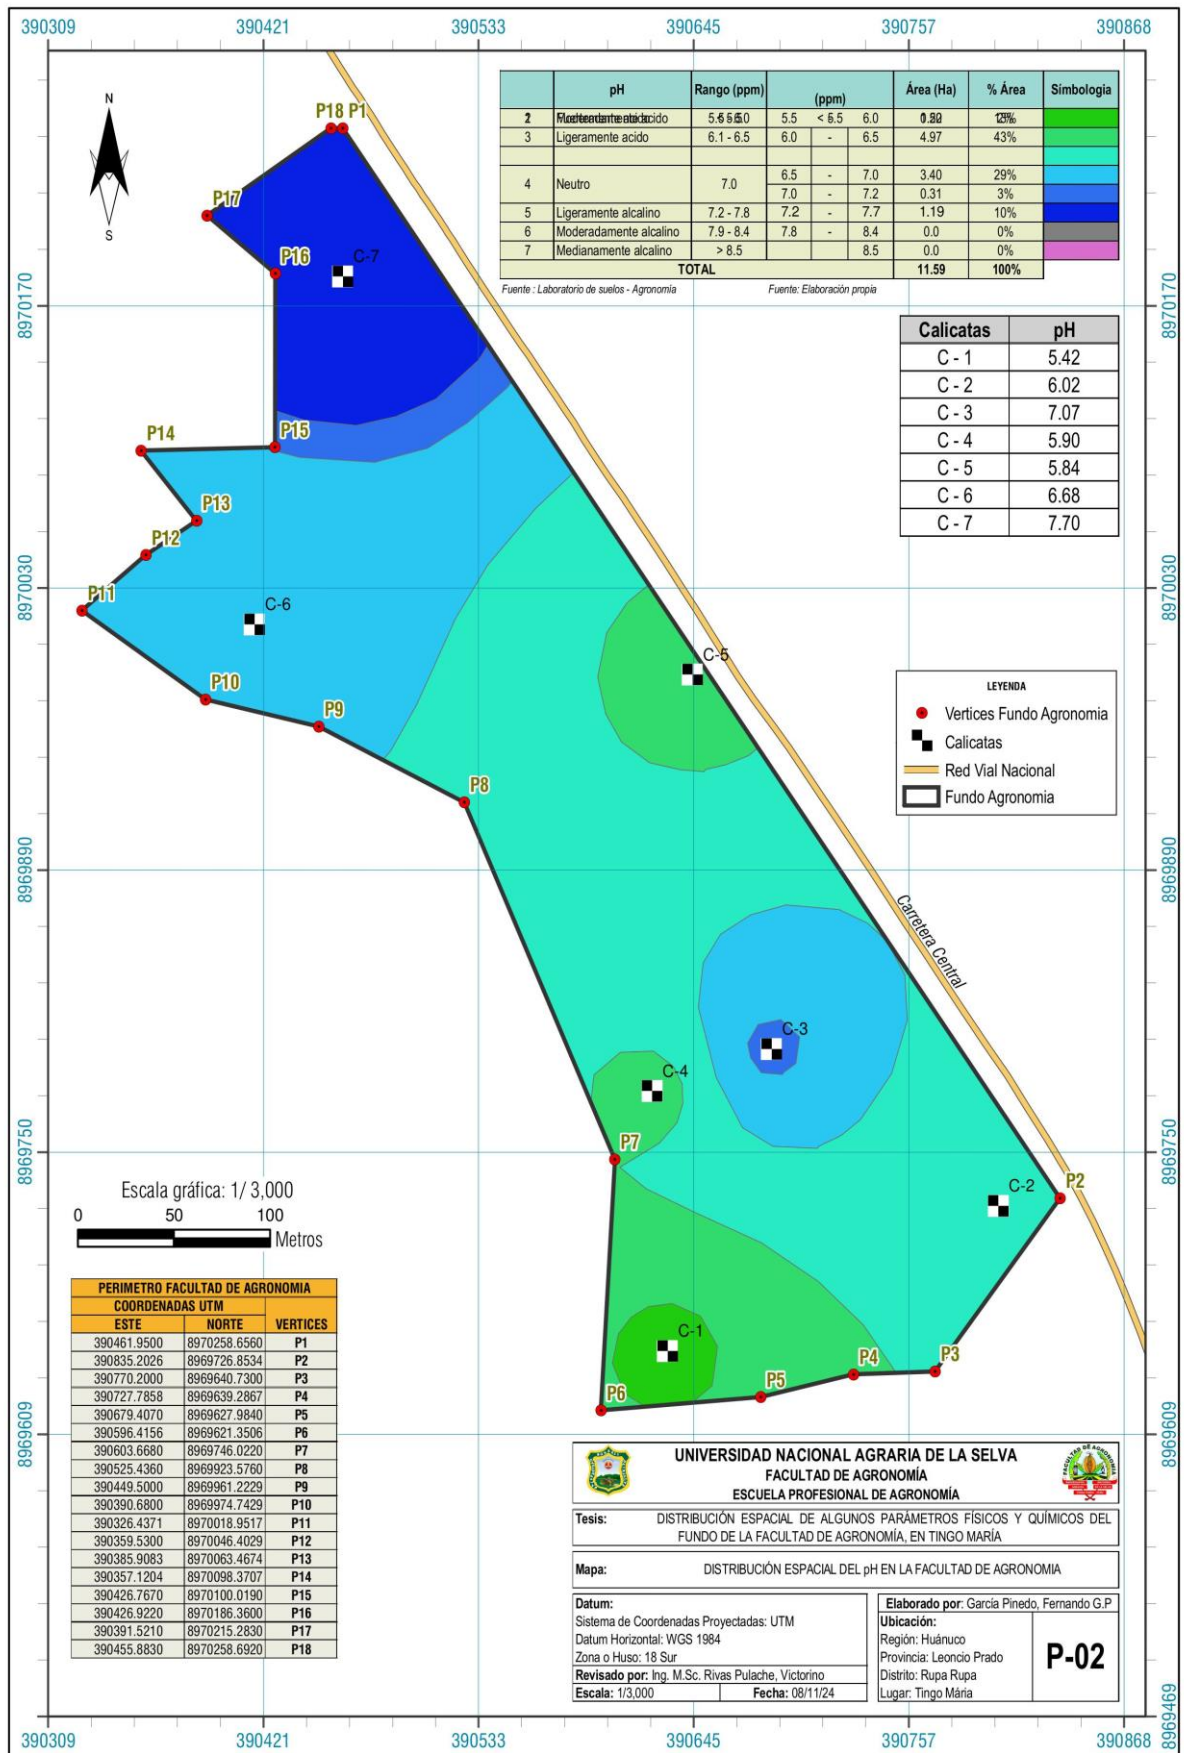 390309 390421 390533 390645 390757 390868
N
S
P18 P1
P17
P16
C-7
P15
P14
P13
P12
P11
C-6
P10
P9
P8
C-5
Carretera Central
C-3
C-4
P7
C-2
P2
C-1
P3
P4
P5
P6
8970170
8970030
8969890
8969750
8969609
8969469
8970170
8970030
8969890
8969750
8969609
8969469
pH Rango (ppm) (ppm) Área (Ha) % Área Símbologia
3 Ligeramente acido 6.1 - 6.5 6.0 - 6.5 4.97 43%
4 Neutro 7.0 6.5 - 7.0 3.40 29%
7.0 - 7.2 0.31 3%
5 Ligeramente alcalino 7.2 - 7.8 7.2 - 7.7 1.19 10%
6 Moderadamente alcalino 7.9 - 8.4 7.8 - 8.4 0.0 0%
7 Medianamente alcalino > 8.5 8.5 0.0 0%
TOTAL 11.59 100%
Fuente : Laboratorio de suelos - Agronomía Fuente: Elaboración propia
Calicatas pH
C - 1 5.42
C - 2 6.02
C - 3 7.07
C - 4 5.90
C - 5 5.84
C - 6 6.68
C - 7 7.70
LEYENDA
Vertices Fundo Agronomia
Calicatas
Red Vial Nacional
Fundo Agronomia
Escala gráfica: 1/ 3,000
0 50 100
Metros
PERIMETRO FACULTAD DE AGRONOMIA
COORDENADAS UTM
ESTE NORTE VERTICES
390461.9500 8970258.6560 P1
390835.2026 8969726.8534 P2
390770.2000 8969640.7300 P3
390727.7858 8969639.2867 P4
390679.4070 8969627.9840 P5
390596.4156 8969621.3506 P6
390603.6680 8969746.0220 P7
390525.4360 8969923.5760 P8
390449.5000 8969961.2229 P9
390390.6800 8969974.7429 P10
390326.4371 8970018.9517 P11
390359.5300 8970046.4029 P12
390385.9083 8970063.4674 P13
390357.1204 8970098.3707 P14
390426.7670 8970100.0190 P15
390426.9220 8970186.3600 P16
390391.5210 8970215.2830 P17
390455.8830 8970258.6920 P18
UNIVERSIDAD NACIONAL AGRARIA DE LA SELVA
FACULTAD DE AGRONOMÍA
ESCUELA PROFESIONAL DE AGRONOMÍA
Tesis: DISTRIBUCIÓN ESPACIAL DE ALGUNOS PARÁMETROS FÍSICOS Y QUÍMICOS DEL
FUNDO DE LA FACULTAD DE AGRONOMÍA, EN TINGO MARÍA
Mapa: DISTRIBUCIÓN ESPACIAL DEL pH EN LA FACULTAD DE AGRONOMIA
Datum:
Sistema de Coordenadas Proyectadas: UTM
Datum Horizontal: WGS 1984
Zona o Huso: 18 Sur
Revisado por: Ing. M.Sc. Rivas Pulache, Victorino
Escala: 1/3,000 Fecha: 08/11/24
Elaborado por: García Pinedo, Fernando G.P
Ubicación:
Región: Huánuco
Provincia: Leoncio Prado
Distrito: Rupa Rupa
Lugar: Tingo Mária
P-02
390309 390421 390533 390645 390757 390868